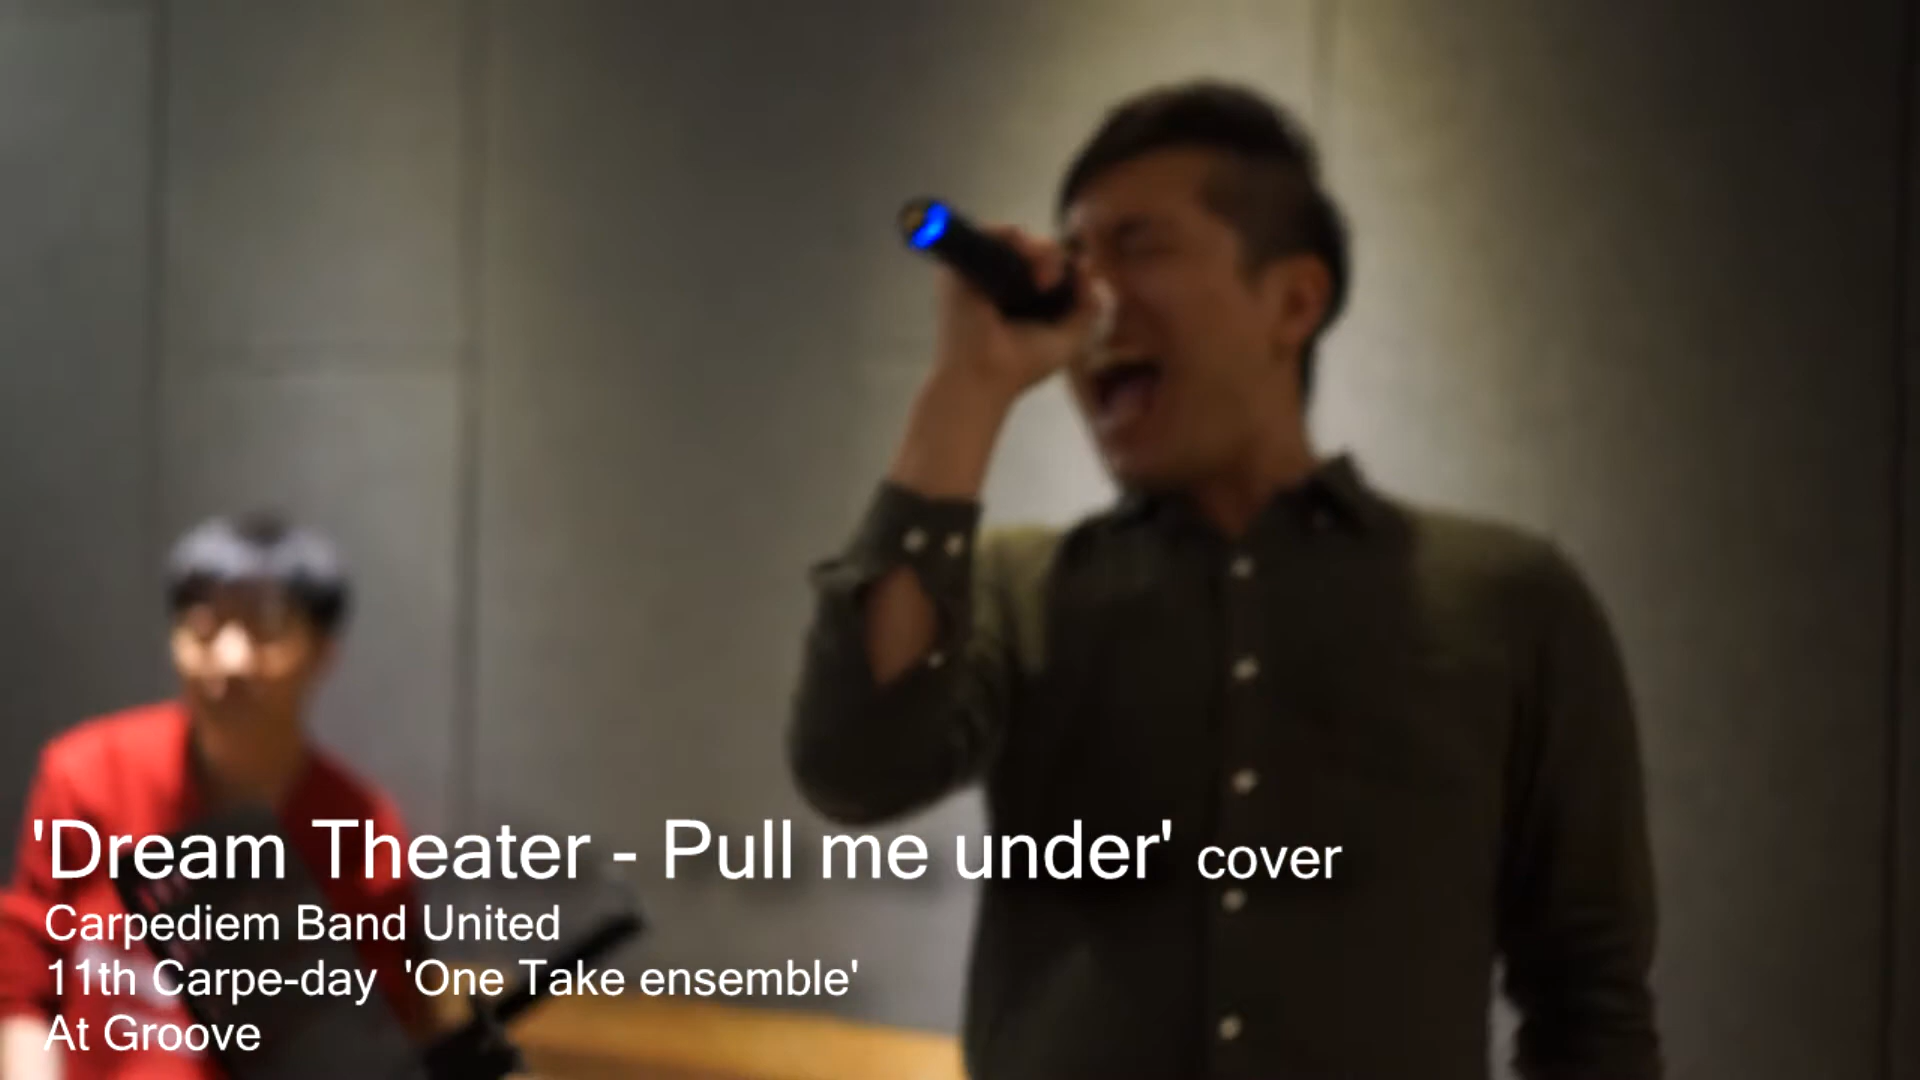 'Dream Theater - Pull me under' cover
Carpediem Band United
11th Carpe-day 'One Take ensemble'
At Groove